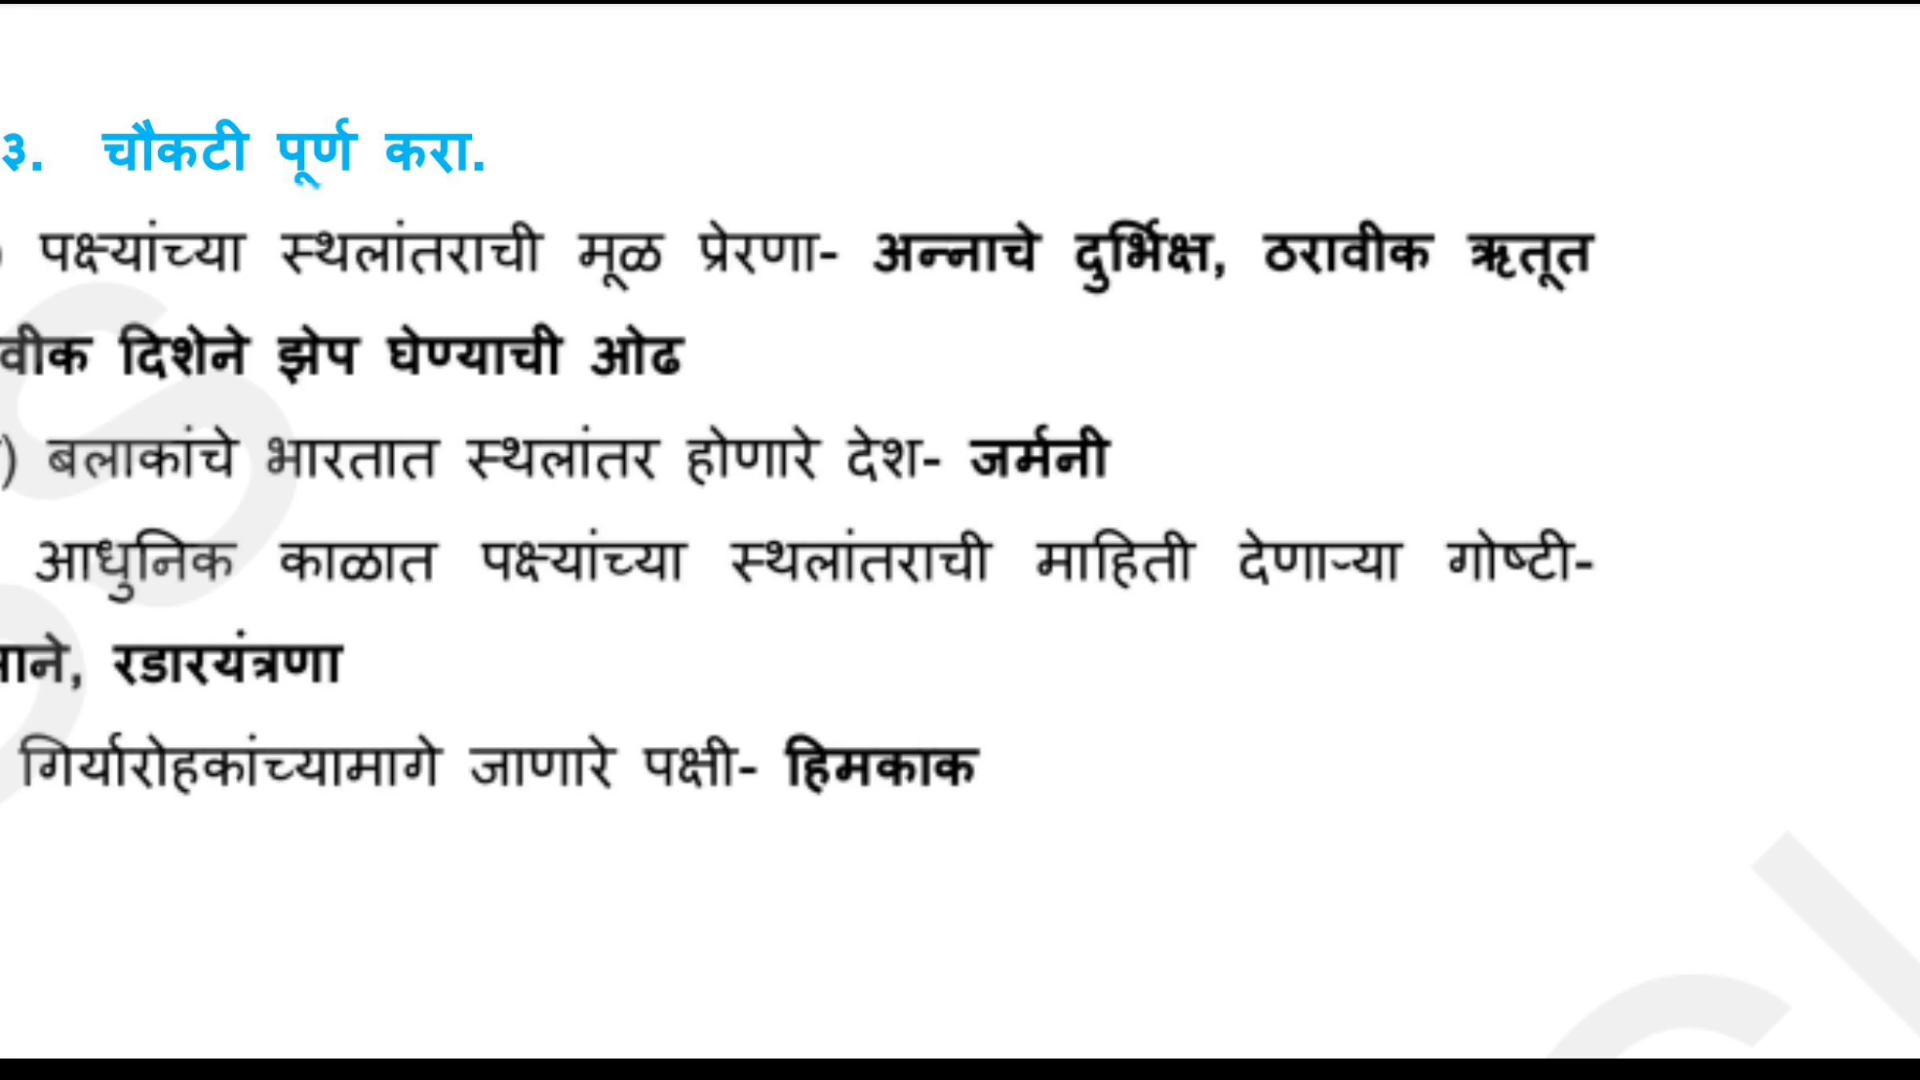 ३. चौकटी पूर्ण करा.
) पक्ष्यांच्या स्थलांतराची मूळ प्रेरणा- अन्नाचे दुर्भिक्ष, ठरावीक ऋतूत
वीक दिशेने झेप घेण्याची ओढ
) बलाकांचे भारतात स्थलांतर होणारे देश- जर्मनी
आधुनिक काळात पक्ष्यांच्या स्थलांतराची माहिती देणाऱ्या गोष्टी-
माने, रडारयंत्रणा
गिर्यारोहकांच्यामागे जाणारे पक्षी- हिमकाक